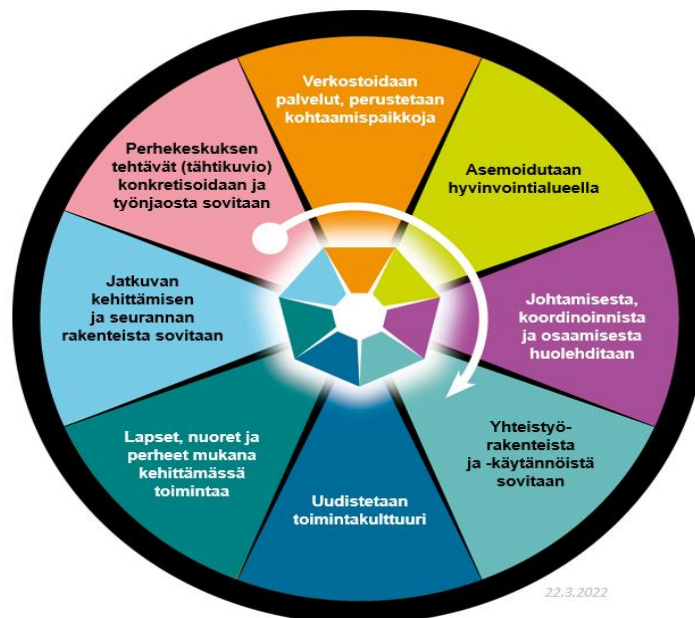 Verkostoidaan
palvelut, perustetaan
kohtaamispaikkoja
Asemoidutaan
hyvinvointialueella
Johtamisesta,
koordinoinnista
ja osaamisesta
huolehditaan
Yhteistyö-
rakenteista
ja -käytännöistä
sovitaan
Uudistetaan
toimintakulttuuri
Lapset, nuoret ja
perheet mukana
kehittämässä
toimintaa
Jatkuvan
kehittämisen
ja seurannan
rakenteista sovitaan
Perhekeskuksen
tehtävät (tähtikuvio)
konkretisoidaan ja
työnjaosta sovitaan
22.3.2022